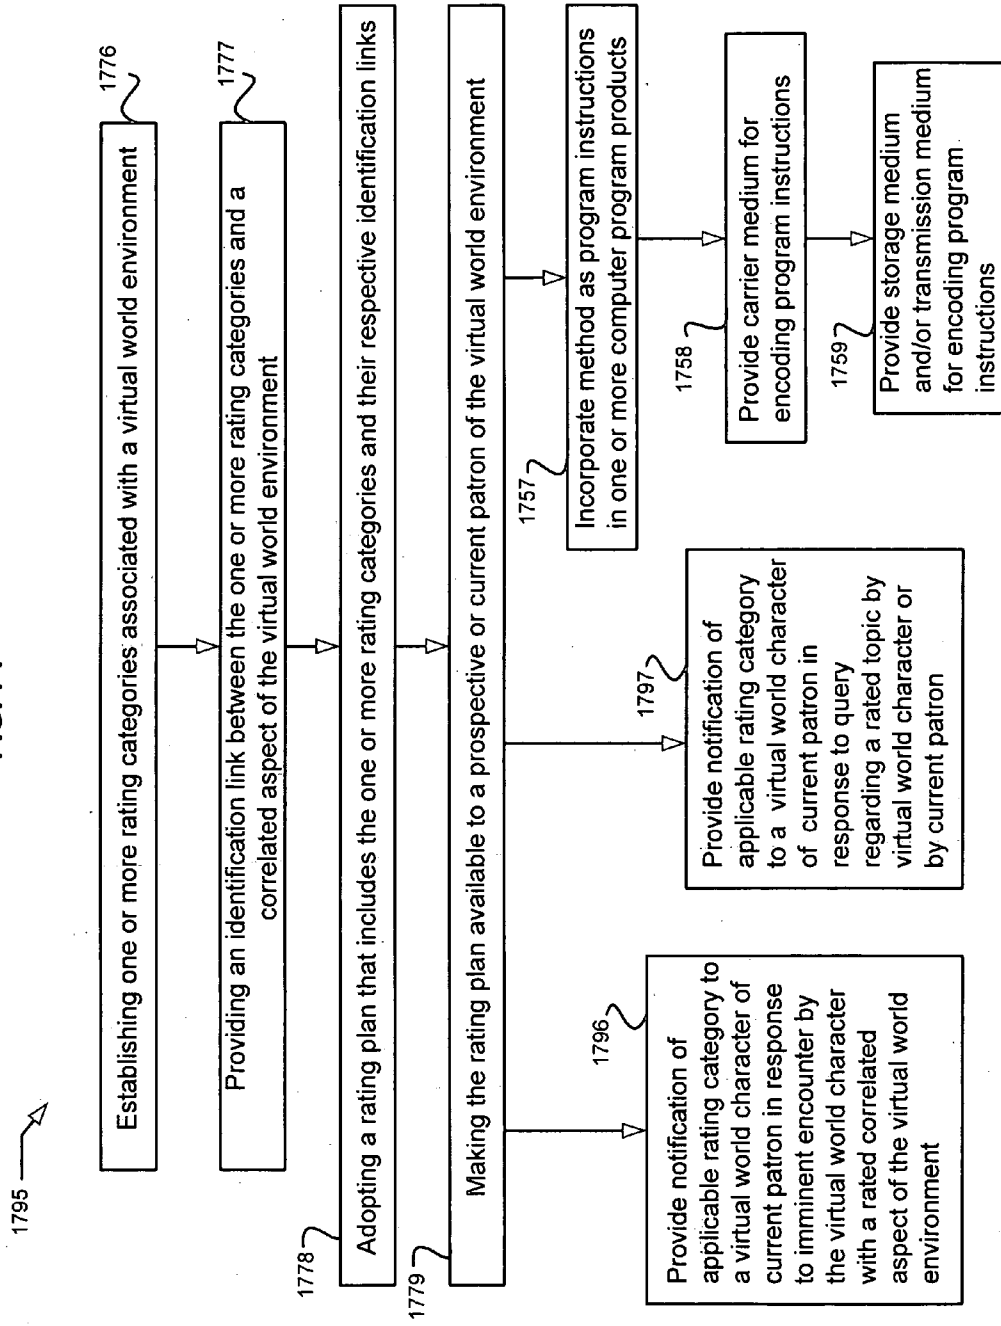 1795
Establishing one or more rating categories associated with a virtual world environment
1776
Providing an identification link between the one or more rating categories and a
correlated aspect of the virtual world environment
1777
1778
Adopting a rating plan that includes the one or more rating categories and their respective identification links
1779
Making the rating plan available to a prospective or current patron of the virtual world environment
1796
Provide notification of
applicable rating category to
a virtual world character of
current patron in response
to imminent encounter by
the virtual world character
with a rated correlated
aspect of the virtual world
environment
1797
Provide notification of
applicable rating category
to a virtual world character
of current patron in
response to query
regarding a rated topic by
virtual world character or
by current patron
1757
Incorporate method as program instructions
in one or more computer program products
1758
Provide carrier medium for
encoding program instructions
1759
Provide storage medium
and/or transmission medium
for encoding program
instructions